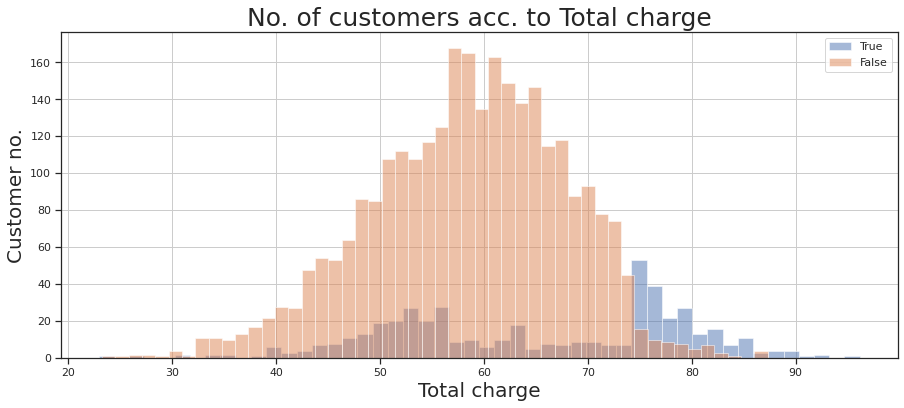 No. of customers acc. to Total charge
True
False
Customer no.
160
140
120
100
80
60
40
20
0
20 30 40 50 60 70 80 90
Total charge